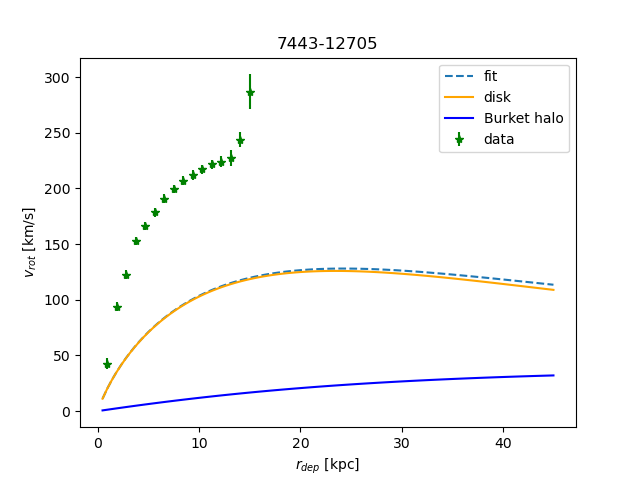 7443-12705
300
250
200
150
100
50
0
v_rot [km/s]
fit
disk
Burket halo
data
0 10 20 30 40
r_dep [kpc]